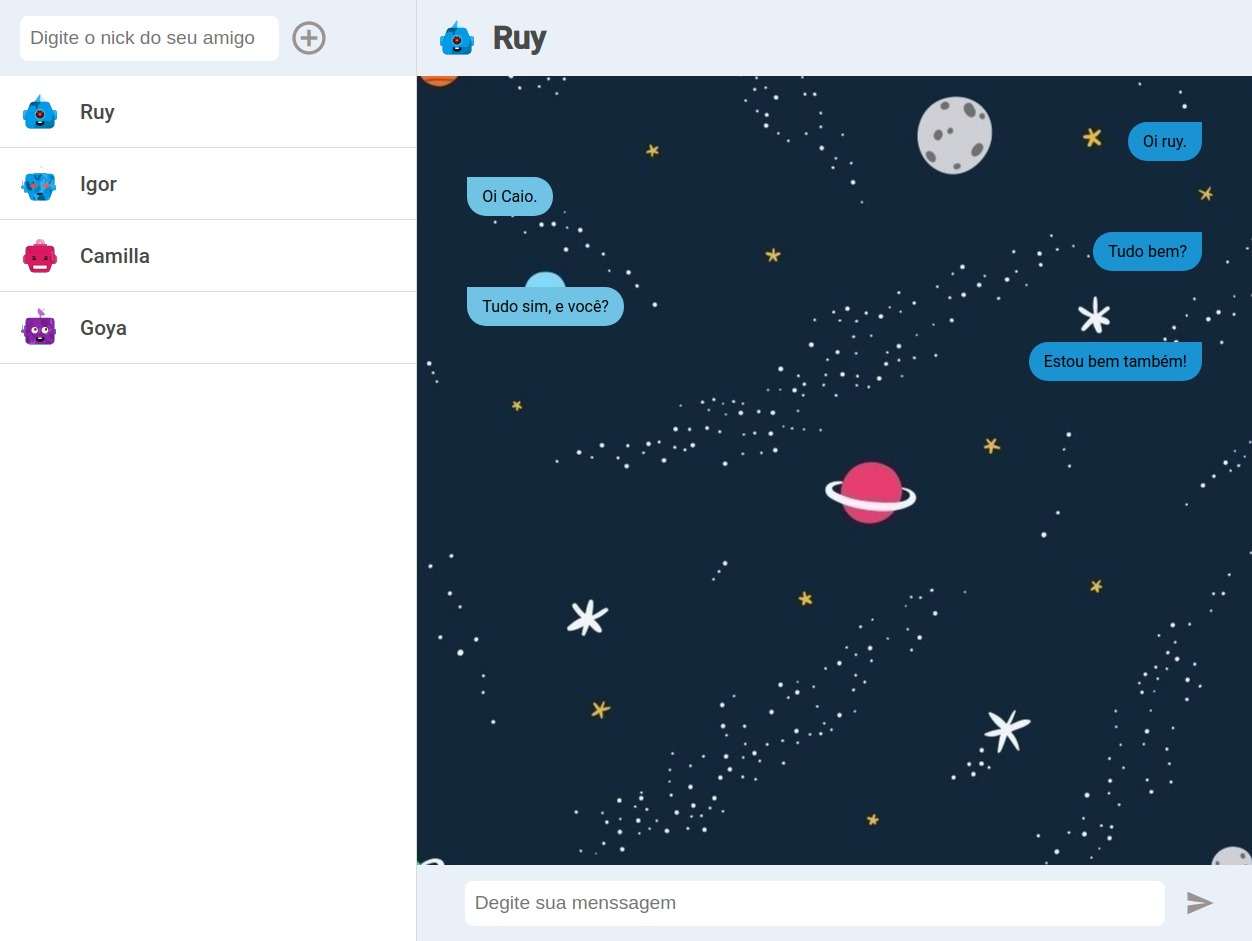 Digite o nick do seu amigo
Ruy
Igor
Camilla
Goya
Ruy
Oi ruy.
Oi Caio.
Tudo bem?
Tudo sim, e você?
Estou bem também!
Degite sua menssagem